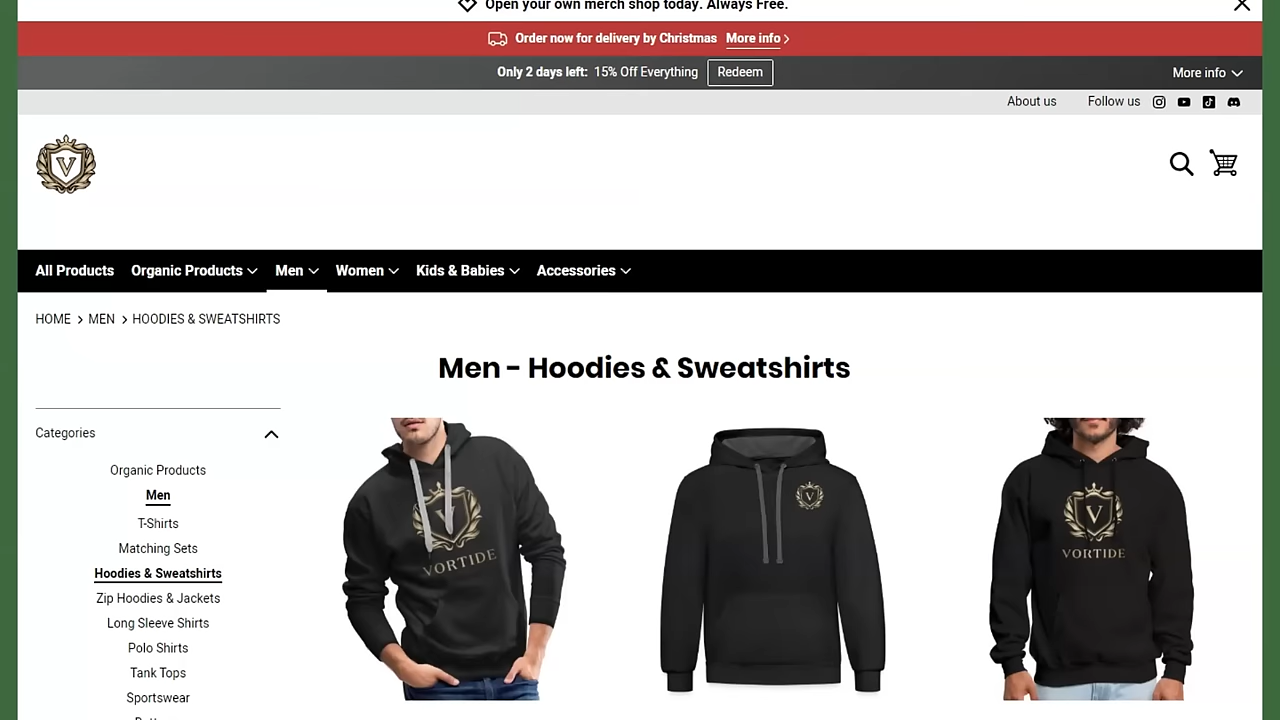 Open your own merch shop today. Always Free.
Order now for delivery by Christmas More info
Only 2 days left: 15% Off Everything Redeem More info
About us Follow us
V
All Products Organic Products Men Women Kids & Babies Accessories
HOME MEN HOODIES & SWEATSHIRTS
Men - Hoodies & Sweatshirts
Categories
Organic Products
Men
T-Shirts
Matching Sets
Hoodies & Sweatshirts
Zip Hoodies & Jackets
Long Sleeve Shirts
Polo Shirts
Tank Tops
Sportswear
V
VORTIDE
V
V
VORTIDE